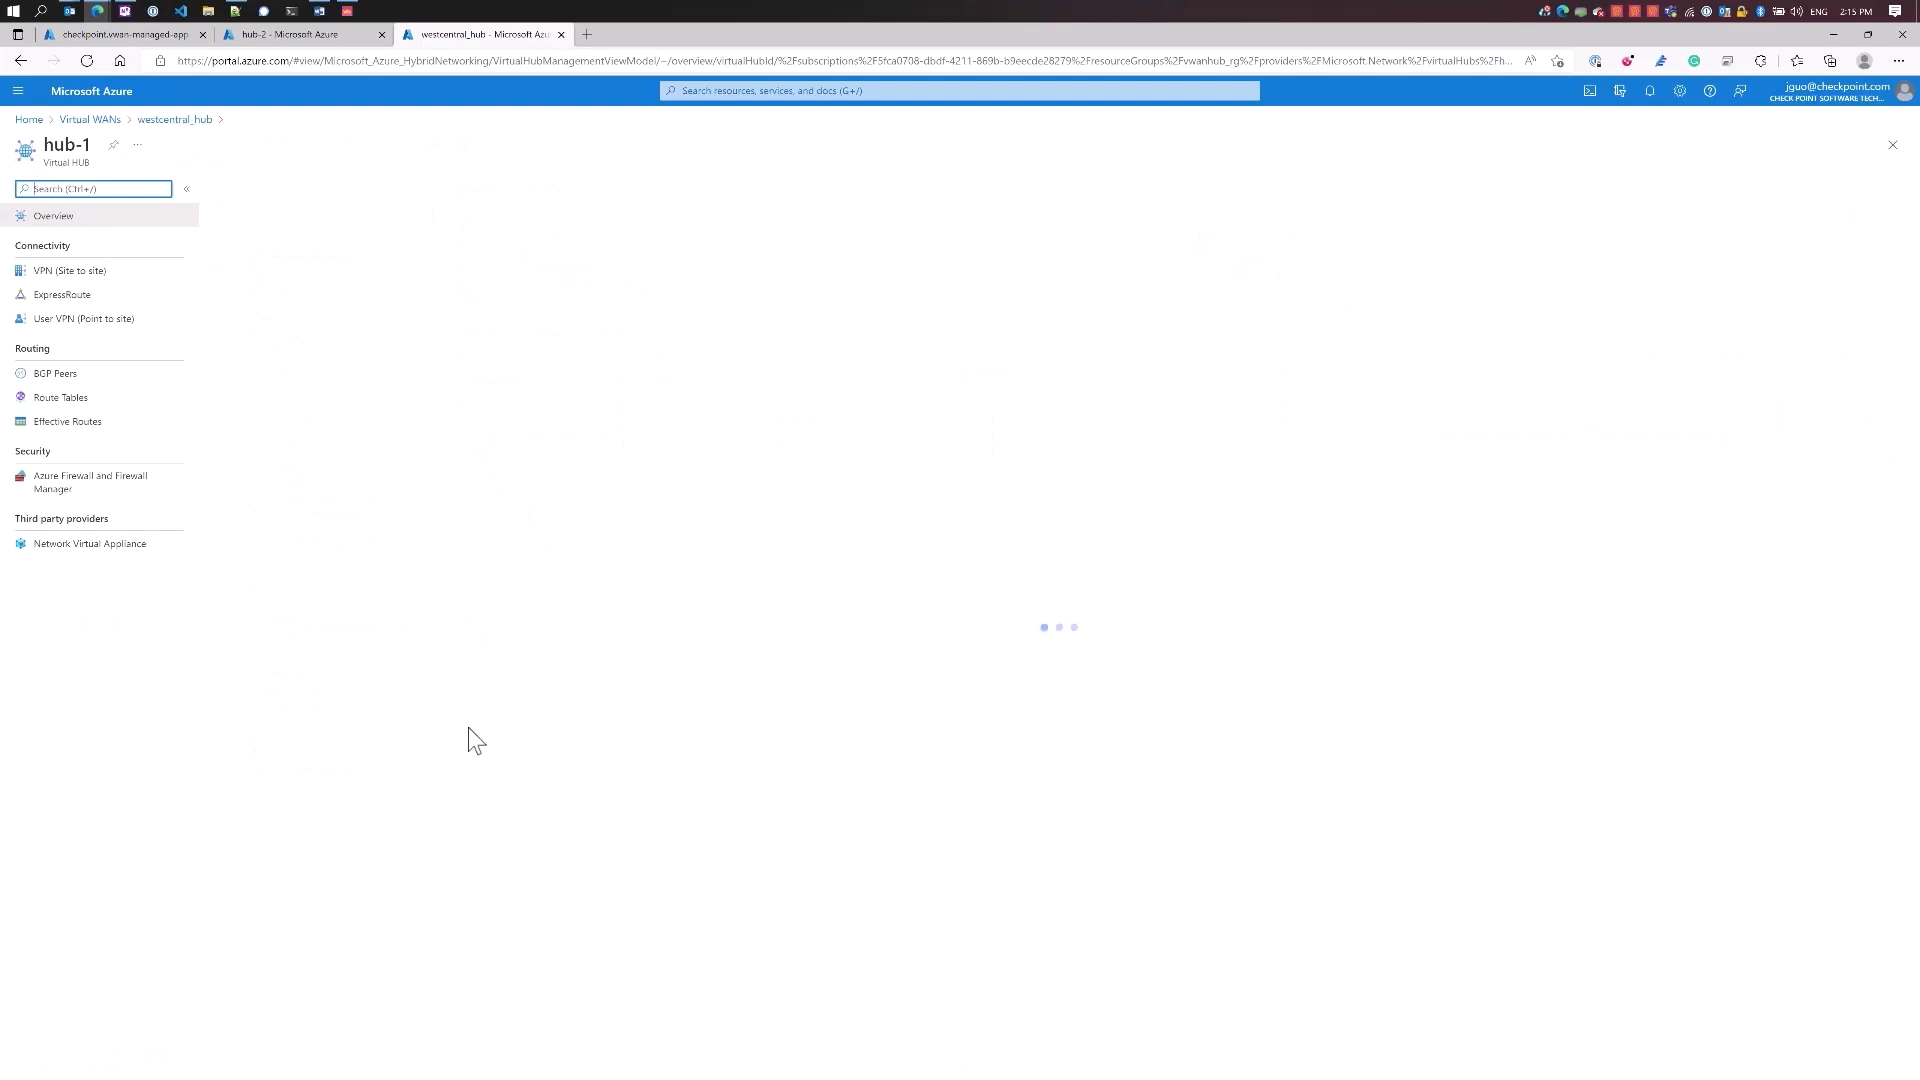 ENG
2:15 PM
checkpoint.vwan-managed-app
hub-2 - Microsoft Azure
westcentral_hub - Microsoft Azu
https://portal.azure.com/#view/Microsoft_Azure_HybridNetworking/VirtualHubManagementViewModel/~/overview/virtualHubId/%2Fsubscriptions%2F5fca0708-dbdf-4211-869b-b9eecde28279%2FresourceGroups%2Fvwanhub_rg%2Fproviders%2FMicrosoft.Network%2FvirtualHubs%2Fh...
Microsoft Azure
Search resources, services, and docs (G+/)
jguo@checkpoint.com
CHECK POINT SOFTWARE TECH...
Home > Virtual WANs > westcentral_hub >
hub-1
Virtual HUB
Search (Ctrl+/)
Overview
Connectivity
VPN (Site to site)
ExpressRoute
User VPN (Point to site)
Routing
BGP Peers
Route Tables
Effective Routes
Security
Azure Firewall and Firewall
Manager
Third party providers
Network Virtual Appliance